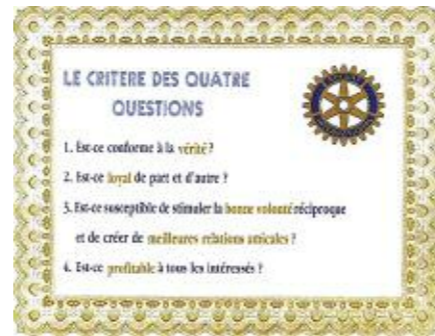 LE CRITERE DES QUATRE
QUESTIONS
1. Est-ce conforme à la vérité ?
2. Est-ce loyal de part et d'autre ?
3. Est-ce susceptible de stimuler la bonne volonté réciproque
et de créer de meilleures relations amicales ?
4. Est-ce profitable à tous les intéressés ?